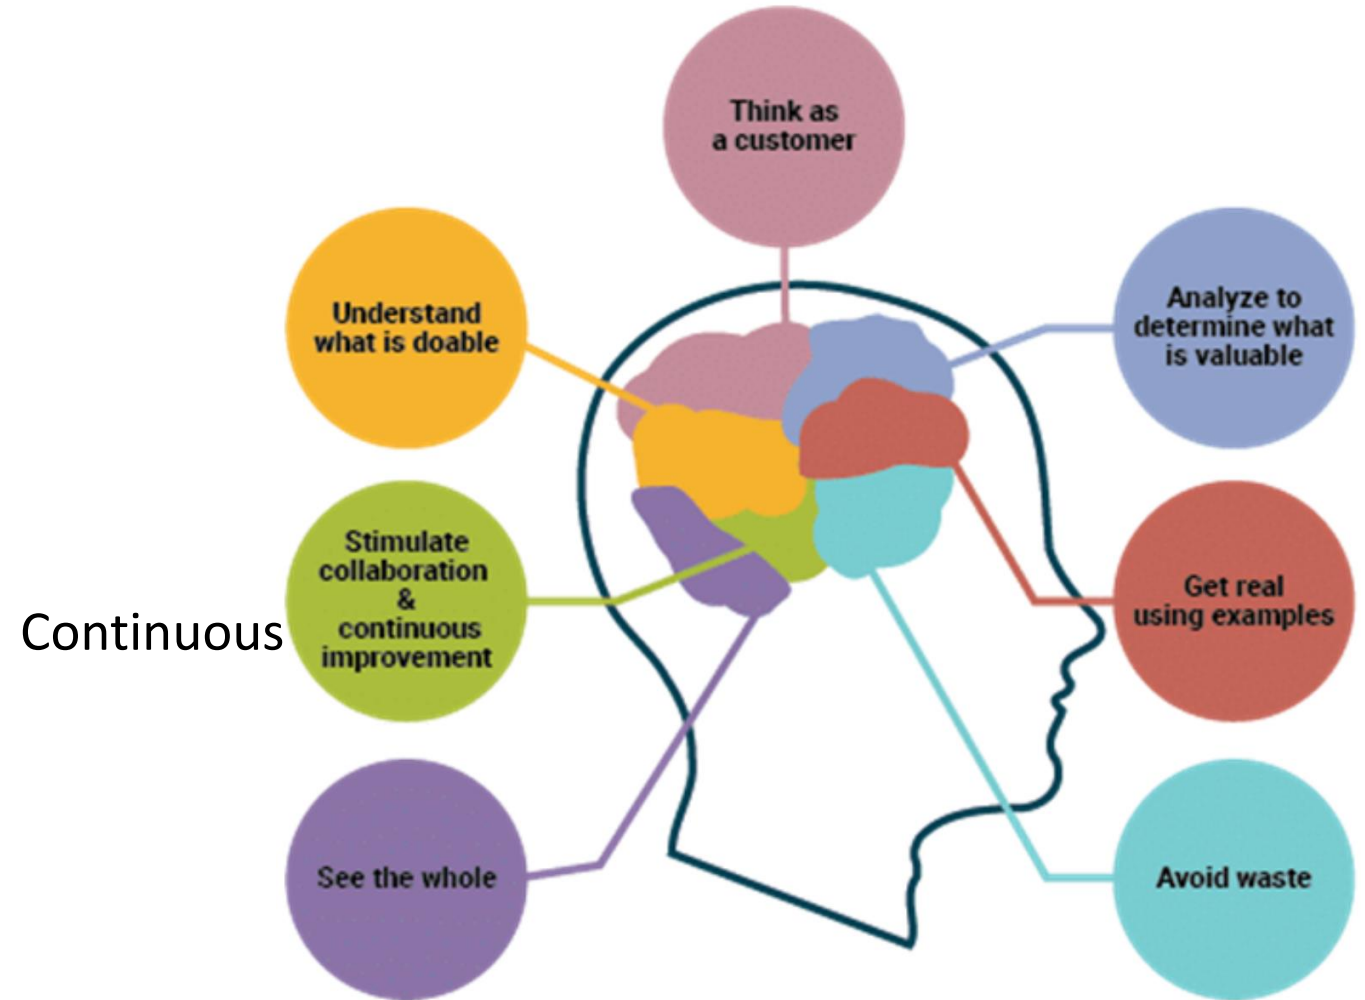 Think as
a customer
Understand
what is doable
Analyze to
determine what
is valuable
Stimulate
collaboration
&
continuous
improvement
Continuous
Get real
using examples
See the whole
Avoid waste